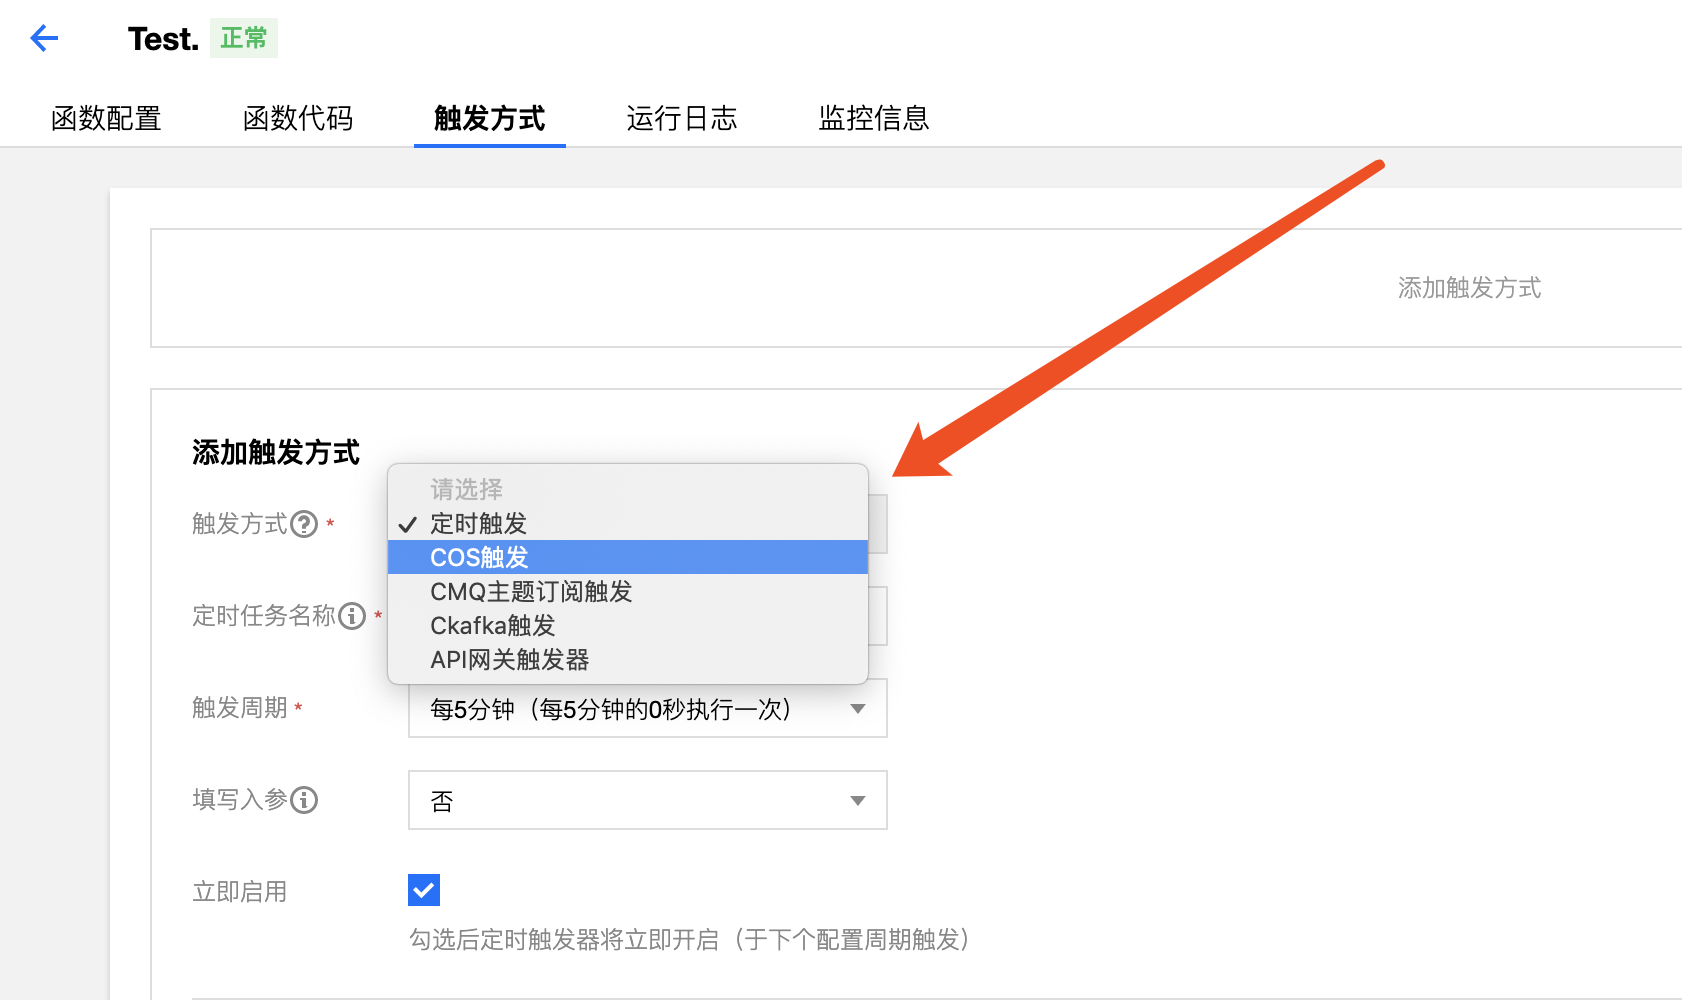 Test. 正常
函数配置 函数代码 触发方式 运行日志 监控信息
添加触发方式
添加触发方式
请选择
触发方式 *
定时触发
COS触发
CMQ主题订阅触发
定时任务名称 *
Ckafka触发
API网关触发器
触发周期 * 每5分钟（每5分钟的0秒执行一次）
填写入参 否
立即启用
勾选后定时触发器将立即开启（于下个配置周期触发）